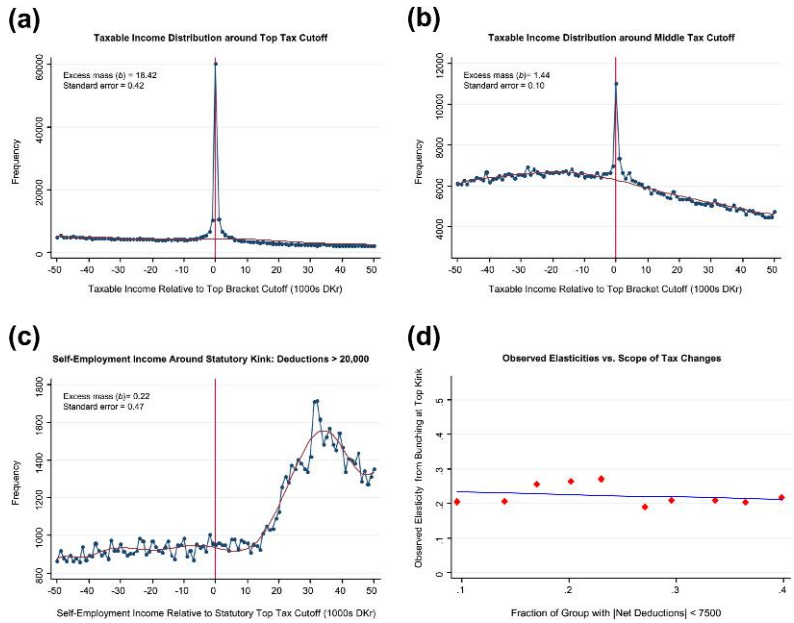 (a)
Taxable Income Distribution around Top Tax Cutoff
Excess mass (b) = 18.42
Standard error = 0.42
Frequency
60000
40000
20000
0
-50 -40 -30 -20 -10 0 10 20 30 40 50
Taxable Income Relative to Top Bracket Cutoff (1000s DKr)
(b)
Taxable Income Distribution around Middle Tax Cutoff
Excess mass (b)= 1.44
Standard error = 0.10
Frequency
12000
10000
8000
6000
4000
-50 -40 -30 -20 -10 0 10 20 30 40 50
Taxable Income Relative to Top Bracket Cutoff (1000s DKr)
(c)
Self-Employment Income Around Statutory Kink: Deductions > 20,000
Excess mass (b)= 0.22
Standard error = 0.47
Frequency
1800
1600
1400
1200
1000
800
-50 -40 -30 -20 -10 0 10 20 30 40 50
Self-Employment Income Relative to Statutory Top Tax Cutoff (1000s DKr)
(d)
Observed Elasticities vs. Scope of Tax Changes
Observed Elasticity from Bunching at Top Kink
.5
.4
.3
.2
.1
0
.1 .2 .3 .4
Fraction of Group with |Net Deductions| < 7500